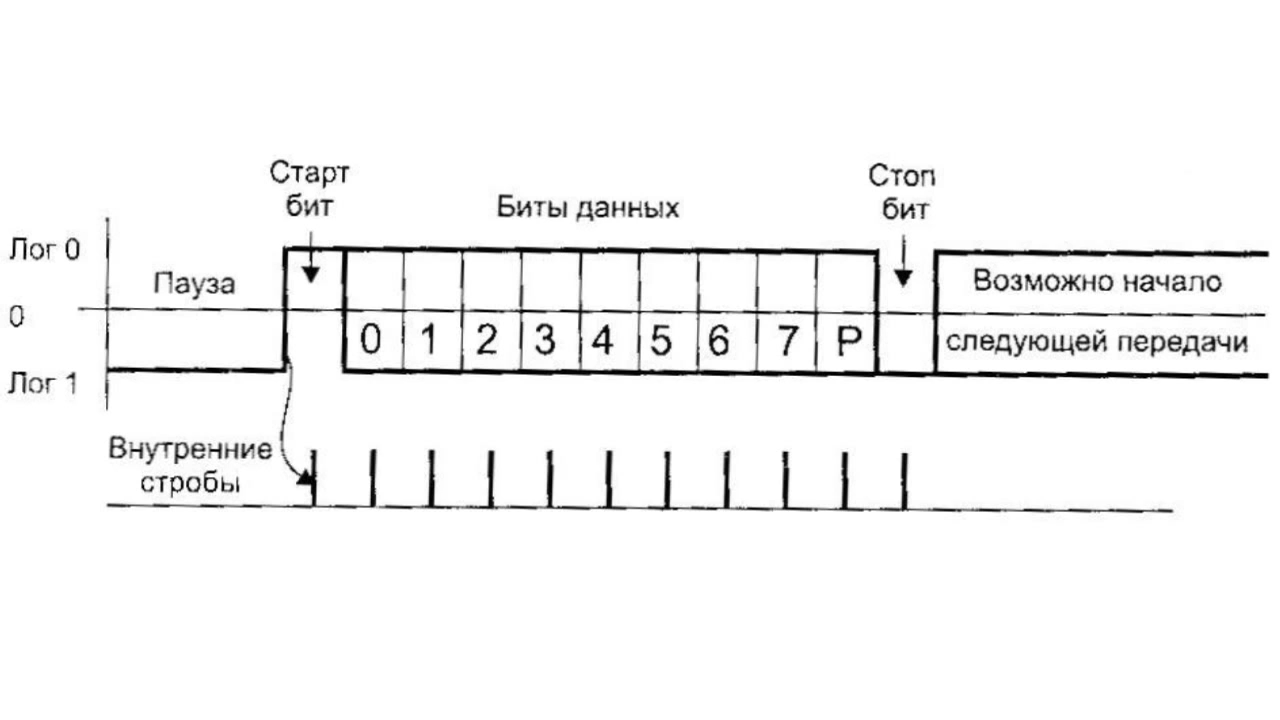 Старт
бит
Стоп
бит
Биты данных
Лог 0
Пауза
Возможно начало
0
0 1 2 3 4 5 6 7 P
следующей передачи
Лог 1
Внутренние
стробы